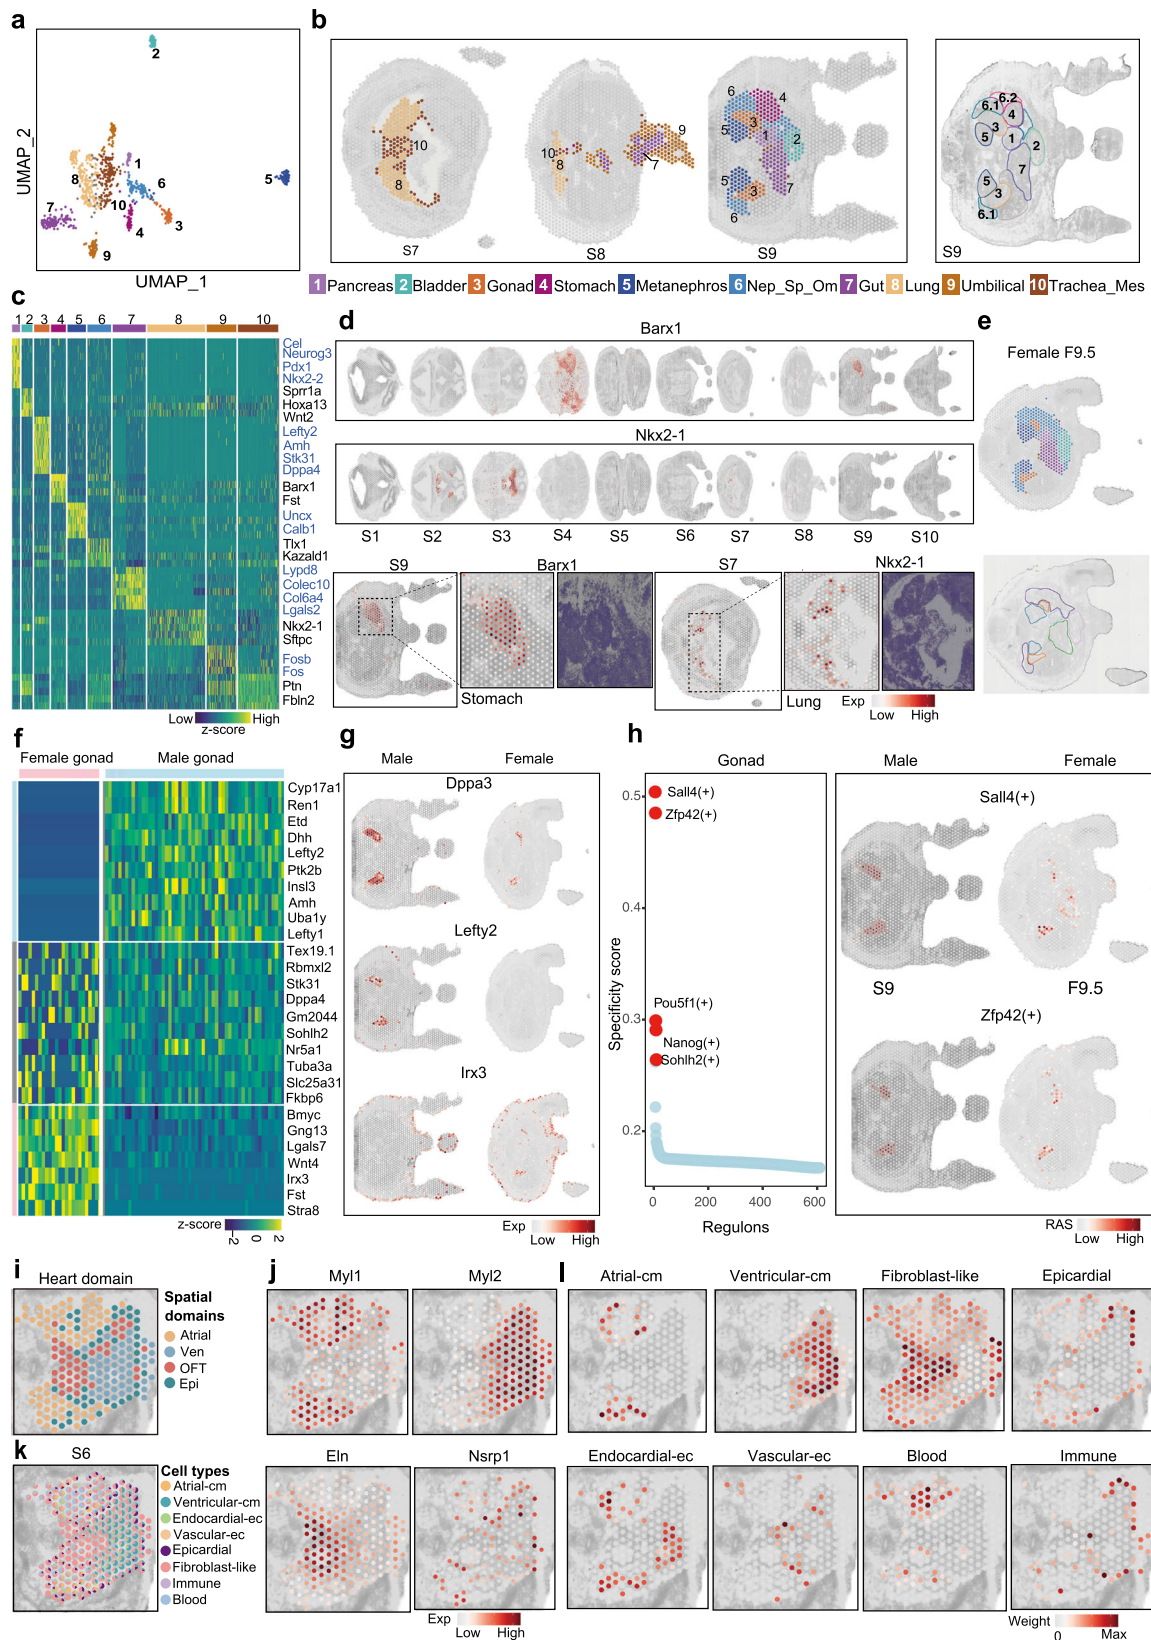 a
UMAP_2
UMAP_1
2
1
8
6
5
7
10
4
3
9
b
6
4
3
5
1
2
10
8
9
7
S7
S8
S9
6.2
6.1
4
3
5
1
2
7
5
3
6.1
S9
1 Pancreas 2 Bladder 3 Gonad 4 Stomach 5 Metanephros 6 Nep_Sp_Om 7 Gut 8 Lung 9 Umbilical 10 Trachea_Mes
c
1 2 3 4 5 6 7 8 9 10
Cel
Neurog3
Pdx1
Nkx2-2
Sprr1a
Hoxa13
Wnt2
Lefty2
Amh
Stk31
Dppa4
Barx1
Fst
Uncx
Calb1
Tlx1
Kazald1
Lypd8
Colec10
Col6a4
Lgals2
Nkx2-1
Sftpc
Fosb
Fos
Ptn
Fbln2
Low High
z-score
d
Barx1
Nkx2-1
S1 S2 S3 S4 S5 S6 S7 S8 S9 S10
S9 Barx1 S7 Nkx2-1
Stomach
Lung
Exp
Low High
e
Female F9.5
f
Female gonad Male gonad
Cyp17a1
Ren1
Etd
Dhh
Lefty2
Ptk2b
Insl3
Amh
Uba1y
Lefty1
Tex19.1
Rbmxl2
Stk31
Dppa4
Gm2044
Sohlh2
Nr5a1
Tuba3a
Slc25a31
Fkbp6
Bmyc
Gng13
Lgals7
Wnt4
Irx3
Fst
Stra8
z-score
-2 0 2
g
Male Female
Dppa3
Lefty2
Irx3
Exp
Low High
h
Gonad
Specificity score
0.5
0.4
0.3
0.2
Sall4(+)
Zfp42(+)
Pou5f1(+)
Nanog(+)
Sohlh2(+)
0 200 400 600
Regulons
Male Female
Sall4(+)
S9 F9.5
Zfp42(+)
RAS
Low High
i
Heart domain
Spatial
domains
Atrial
Ven
OFT
Epi
j
Myl1 Myl2
Eln Nsrp1
Exp
Low High
k
S6
Cell types
Atrial-cm
Ventricular-cm
Endocardial-ec
Vascular-ec
Epicardial
Fibroblast-like
Immune
Blood
l
Atrial-cm Ventricular-cm Fibroblast-like Epicardial
Endocardial-ec Vascular-ec Blood Immune
Weight
0 Max